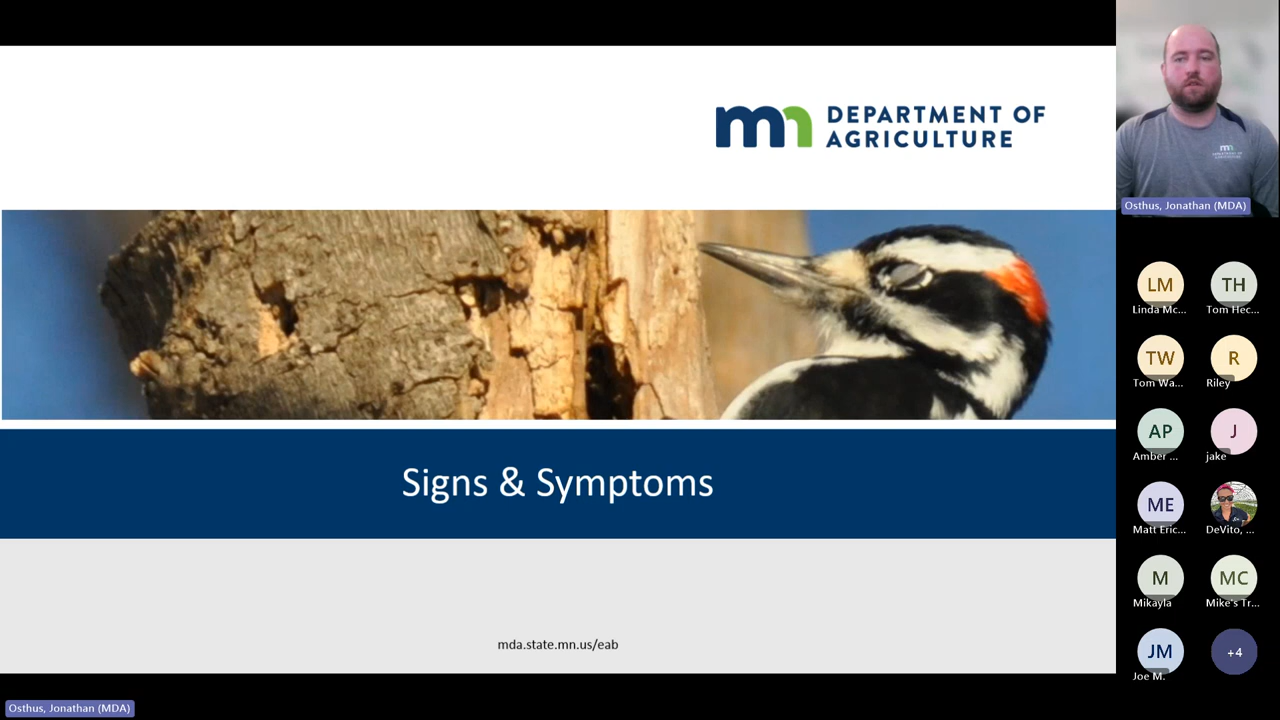 mn DEPARTMENT OF
AGRICULTURE
Signs & Symptoms
mda.state.mn.us/eab
Osthus, Jonathan (MDA)
Osthus, Jonathan (MDA)
LM
TH
Linda Mc...
Tom Hec...
TW
R
Tom Wa...
Riley
AP
J
Amber ...
jake
ME
Matt Eric...
DeVito, ...
M
MC
Mikayla
Mike's Tr...
JM
+4
Joe M.